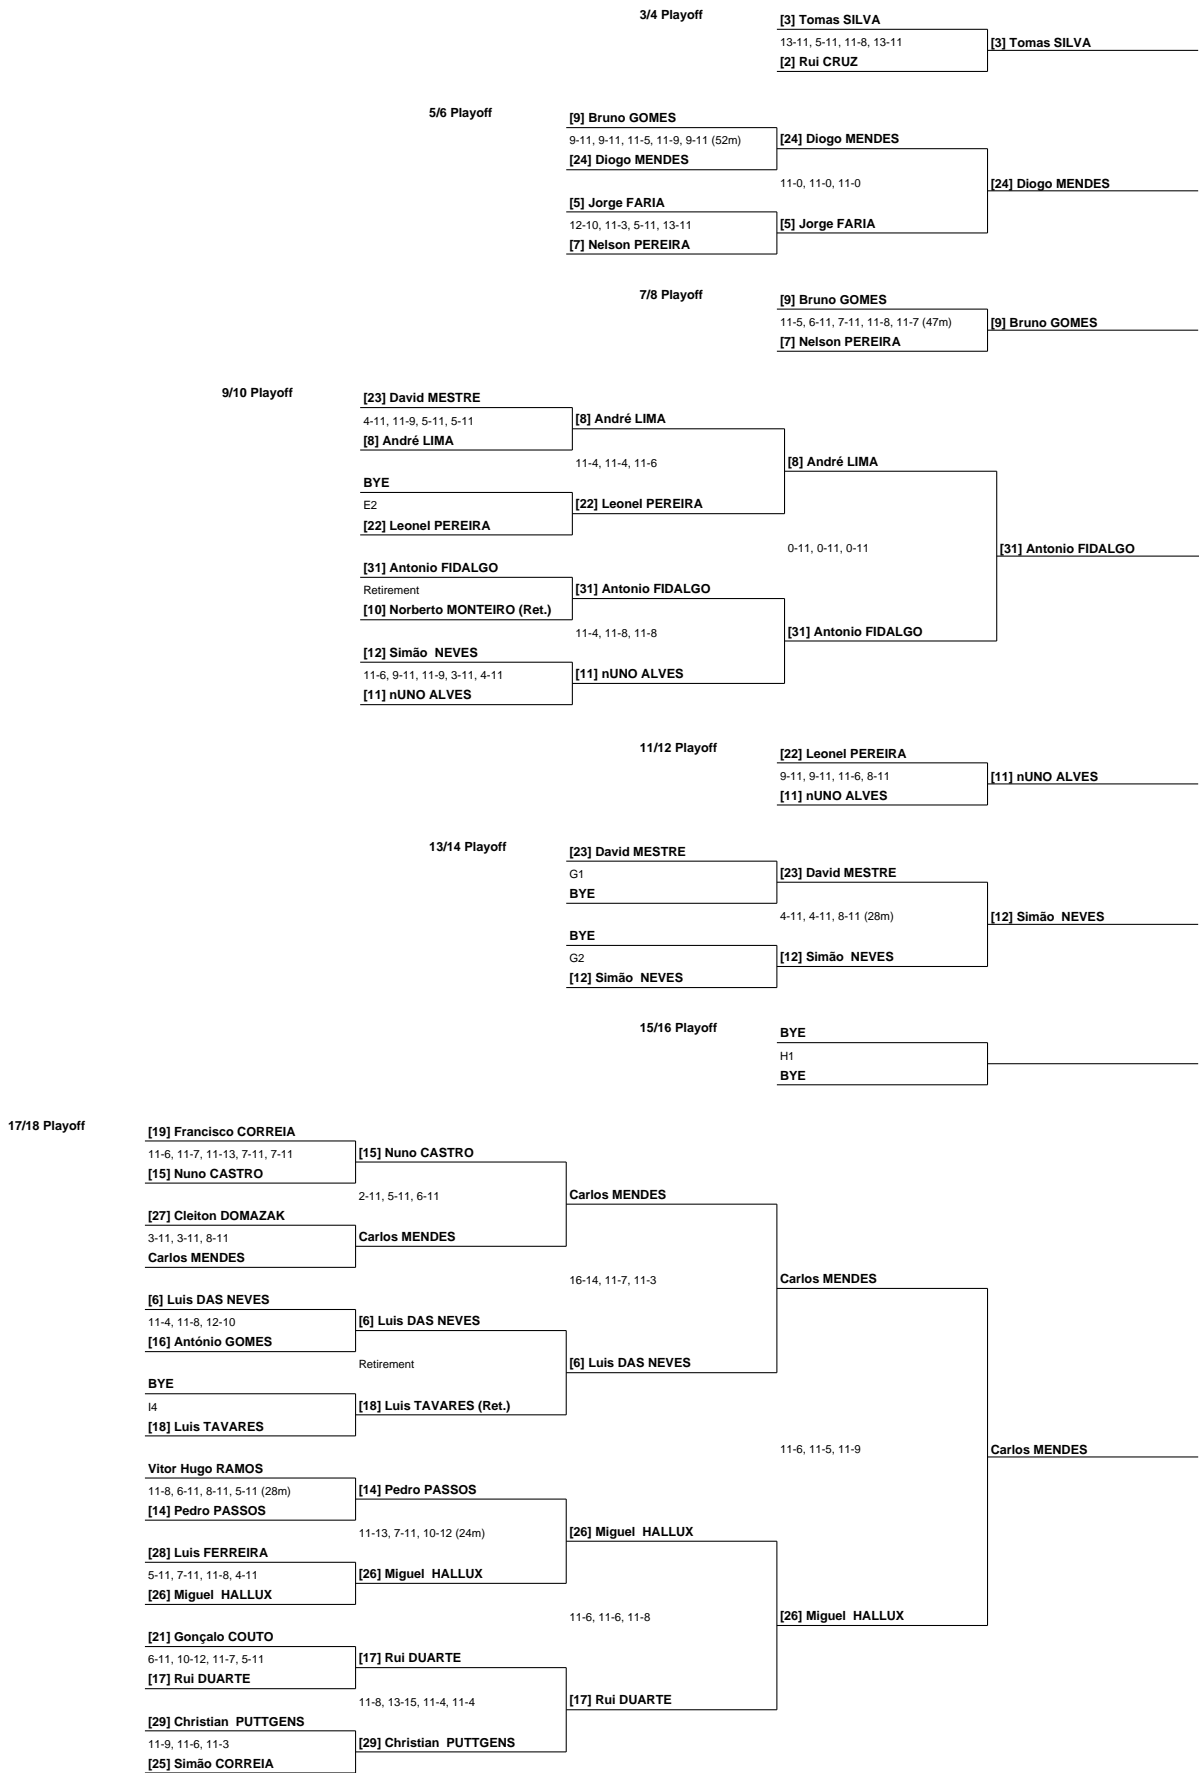 3/4 Playoff
[3] Tomas SILVA
13-11, 5-11, 11-8, 13-11
[3] Tomas SILVA
[2] Rui CRUZ
5/6 Playoff
[9] Bruno GOMES
9-11, 9-11, 11-5, 11-9, 9-11 (52m)
[24] Diogo MENDES
[24] Diogo MENDES
11-0, 11-0, 11-0
[24] Diogo MENDES
[5] Jorge FARIA
12-10, 11-3, 5-11, 13-11
[5] Jorge FARIA
[7] Nelson PEREIRA
7/8 Playoff
[9] Bruno GOMES
11-5, 6-11, 7-11, 11-8, 11-7 (47m)
[9] Bruno GOMES
[7] Nelson PEREIRA
9/10 Playoff
[23] David MESTRE
4-11, 11-9, 5-11, 5-11
[8] André LIMA
[8] André LIMA
11-4, 11-4, 11-6
[8] André LIMA
BYE
E2
[22] Leonel PEREIRA
[22] Leonel PEREIRA
0-11, 0-11, 0-11
[31] Antonio FIDALGO
[31] Antonio FIDALGO
Retirement
[31] Antonio FIDALGO
[10] Norberto MONTEIRO (Ret.)
11-4, 11-8, 11-8
[31] Antonio FIDALGO
[12] Simão  NEVES
11-6, 9-11, 11-9, 3-11, 4-11
[11] nUNO ALVES
[11] nUNO ALVES
11/12 Playoff
[22] Leonel PEREIRA
9-11, 9-11, 11-6, 8-11
[11] nUNO ALVES
[11] nUNO ALVES
13/14 Playoff
[23] David MESTRE
G1
[23] David MESTRE
BYE
4-11, 4-11, 8-11 (28m)
[12] Simão  NEVES
BYE
G2
[12] Simão  NEVES
[12] Simão  NEVES
15/16 Playoff
BYE
H1
BYE
17/18 Playoff
[19] Francisco CORREIA
11-6, 11-7, 11-13, 7-11, 7-11
[15] Nuno CASTRO
[15] Nuno CASTRO
2-11, 5-11, 6-11
Carlos MENDES
[27] Cleiton DOMAZAK
3-11, 3-11, 8-11
Carlos MENDES
Carlos MENDES
16-14, 11-7, 11-3
Carlos MENDES
[6] Luis DAS NEVES
11-4, 11-8, 12-10
[6] Luis DAS NEVES
[16] António GOMES
Retirement
[6] Luis DAS NEVES
BYE
I4
[18] Luis TAVARES (Ret.)
[18] Luis TAVARES
11-6, 11-5, 11-9
Carlos MENDES
Vitor Hugo RAMOS
11-8, 6-11, 8-11, 5-11 (28m)
[14] Pedro PASSOS
[14] Pedro PASSOS
11-13, 7-11, 10-12 (24m)
[26] Miguel  HALLUX
[28] Luis FERREIRA
5-11, 7-11, 11-8, 4-11
[26] Miguel  HALLUX
[26] Miguel  HALLUX
11-6, 11-6, 11-8
[26] Miguel  HALLUX
[21] Gonçalo COUTO
6-11, 10-12, 11-7, 5-11
[17] Rui DUARTE
[17] Rui DUARTE
11-8, 13-15, 11-4, 11-4
[17] Rui DUARTE
[29] Christian  PUTTGENS
11-9, 11-6, 11-3
[29] Christian  PUTTGENS
[25] Simão CORREIA